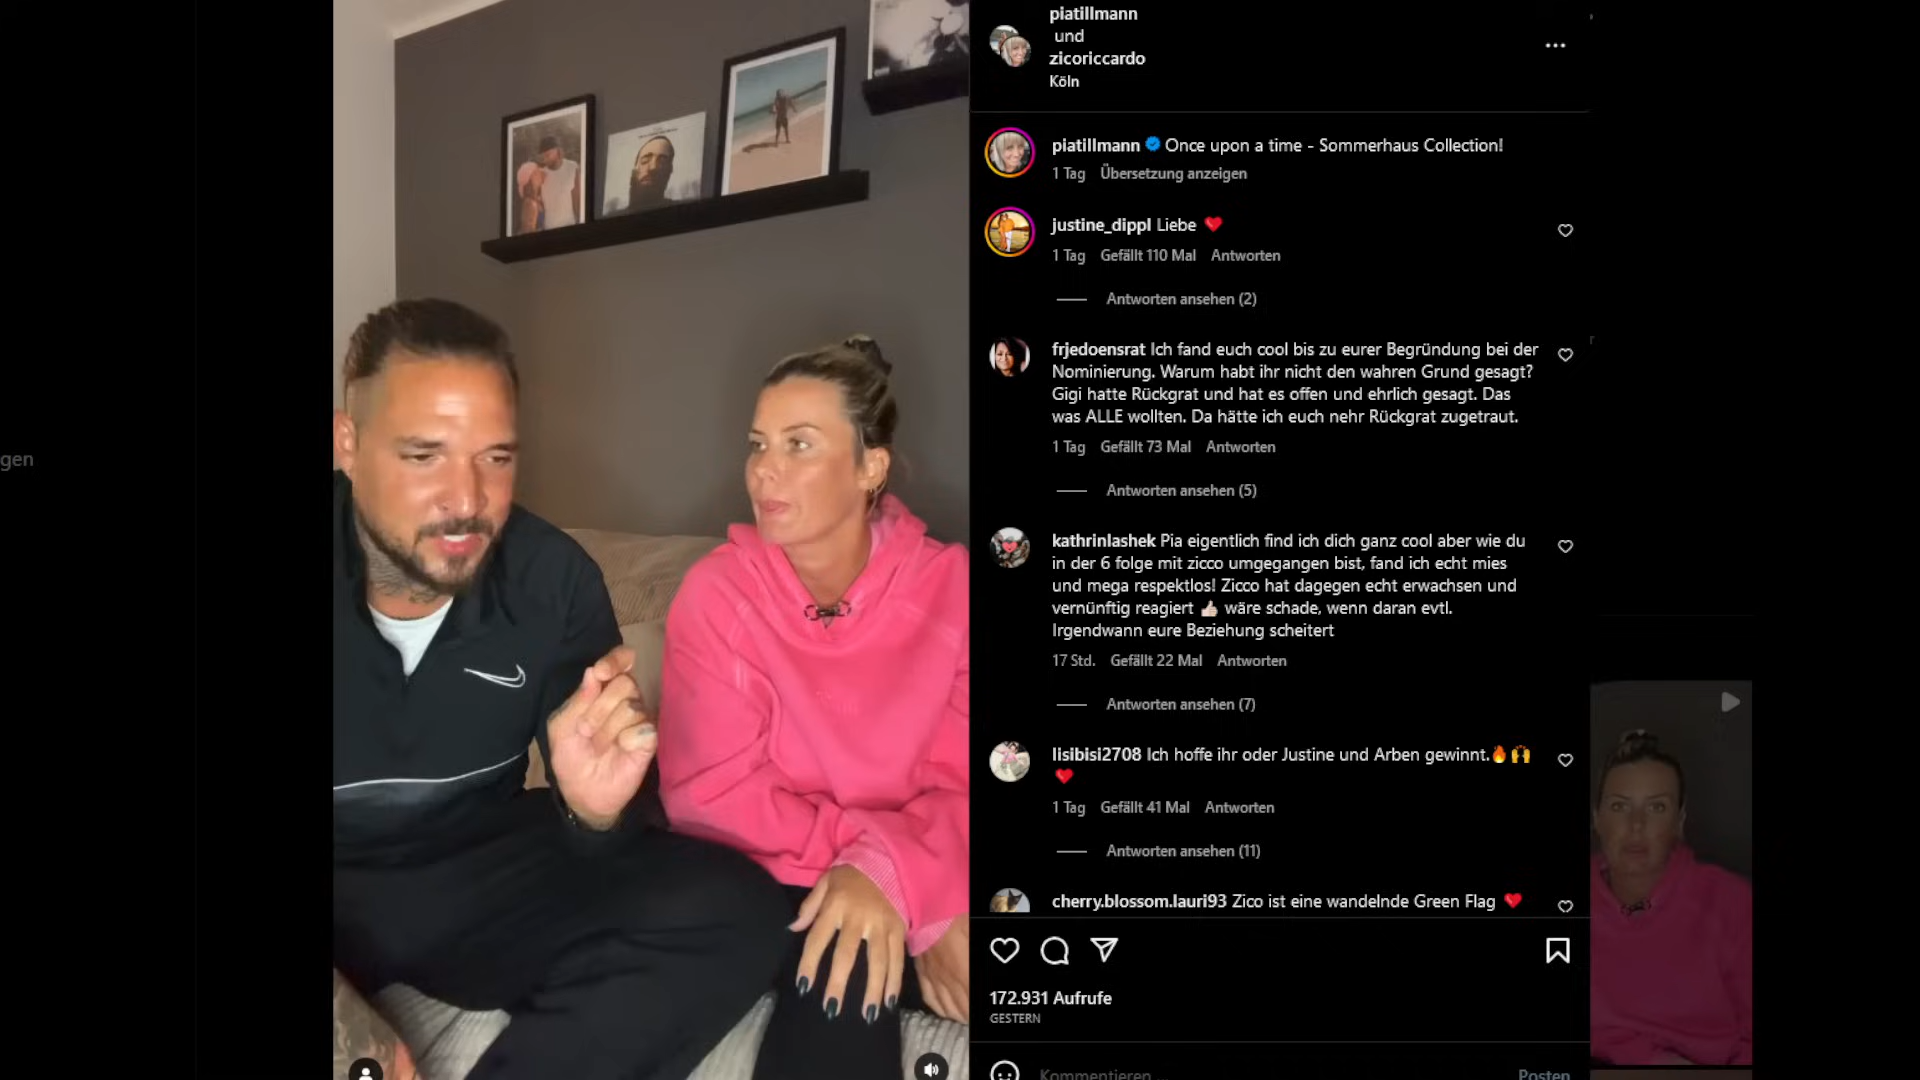 piatillmann
und
zicoriccardo
Köln
piatillmann Once upon a time - Sommerhaus Collection!
1 Tag Übersetzung anzeigen
justine_dippl Liebe ❤️
1 Tag Gefällt 110 Mal Antworten
Antworten ansehen (2)
frjedoensrat Ich fand euch cool bis zu eurer Begründung bei der
Nominierung. Warum habt ihr nicht den wahren Grund gesagt?
Gigi hatte Rückgrat und hat es offen und ehrlich gesagt. Das
was ALLE wollten. Da hätte ich euch nehr Rückgrat zugetraut.
1 Tag Gefällt 73 Mal Antworten
Antworten ansehen (5)
kathrinlashek Pia eigentlich find ich dich ganz cool aber wie du
in der 6 folge mit zicco umgegangen bist, fand ich echt mies
und mega respektlos! Zicco hat dagegen echt erwachsen und
vernünftig reagiert 👍🏻 wäre schade, wenn daran evtl.
Irgendwann eure Beziehung scheitert
17 Std. Gefällt 22 Mal Antworten
Antworten ansehen (7)
lisibisi2708 Ich hoffe ihr oder Justine und Arben gewinnt.🔥🙌
❤️
1 Tag Gefällt 41 Mal Antworten
Antworten ansehen (11)
cherry.blossom.lauri93 Zico ist eine wandelnde Green Flag ❤️
172.931 Aufrufe
GESTERN
Kommentieren ...
Posten
gen